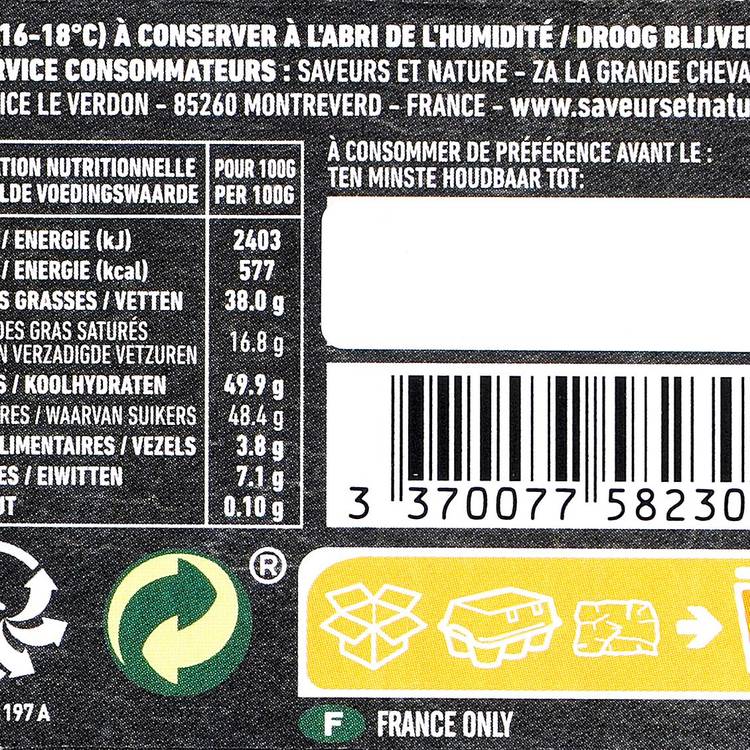 16-18°C) À CONSERVER À L'ABRI DE L'HUMIDITÉ / DROOG BLIJVE
RVICE CONSOMMATEURS : SAVEURS ET NATURE - ZA LA GRANDE CHEVA
ICE LE VERDON - 85260 MONTREVERD - FRANCE - www.saveursetnatu
TION NUTRITIONNELLE POUR 100G
LDE VOEDINGSWAARDE PER 100G
/ ENERGIE (kJ) 2403
/ ENERGIE (kcal) 577
S GRASSES / VETTEN 38.0 g
DES GRAS SATURÉS
N VERZADIGDE VETZUREN 16.8 g
S / KOOLHYDRATEN 49.9 g
RES / WAARVAN SUIKERS 48.4 g
LIMENTAIRES / VEZELS 3.8 g
ES / EIWITTEN 7.1 g
UT 0.10 g
À CONSOMMER DE PRÉFÉRENCE AVANT LE :
TEN MINSTE HOUDBAAR TOT:
3 370077 58230
®
197 A
F FRANCE ONLY